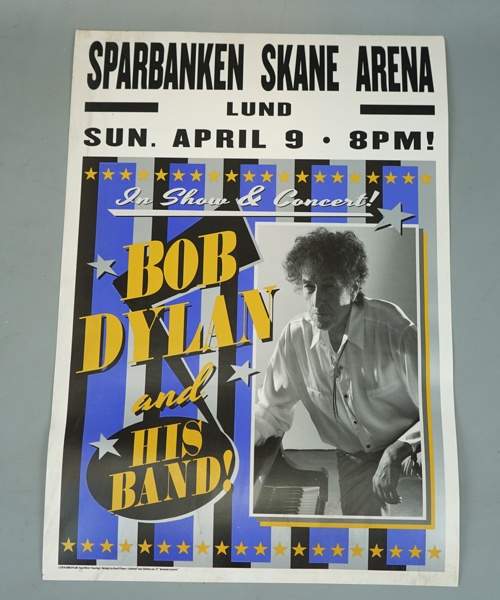 SPARBANKEN SKANE ARENA
LUND
SUN. APRIL 9 • 8PM!
In Show & Concert!
BOB
DYLAN
and
HIS
BAND!